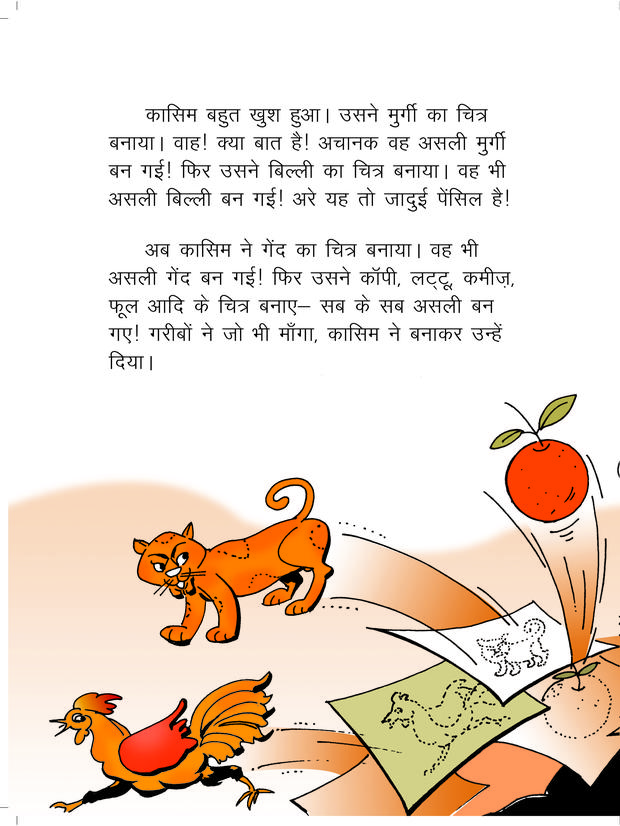 कासिम बहुत खुश हुआ। उसने मुर्गी का चित्र
बनाया। वाह! क्या बात है! अचानक वह असली मुर्गी
बन गई! फिर उसने बिल्ली का चित्र बनाया। वह भी
असली बिल्ली बन गई! अरे यह तो जादुई पेंसिल है!
अब कासिम ने गेंद का चित्र बनाया। वह भी
असली गेंद बन गई! फिर उसने कॉपी, लट्टू, कमीज़,
फूल आदि के चित्र बनाए– सब के सब असली बन
गए! गरीबों ने जो भी माँगा, कासिम ने बनाकर उन्हें
दिया।